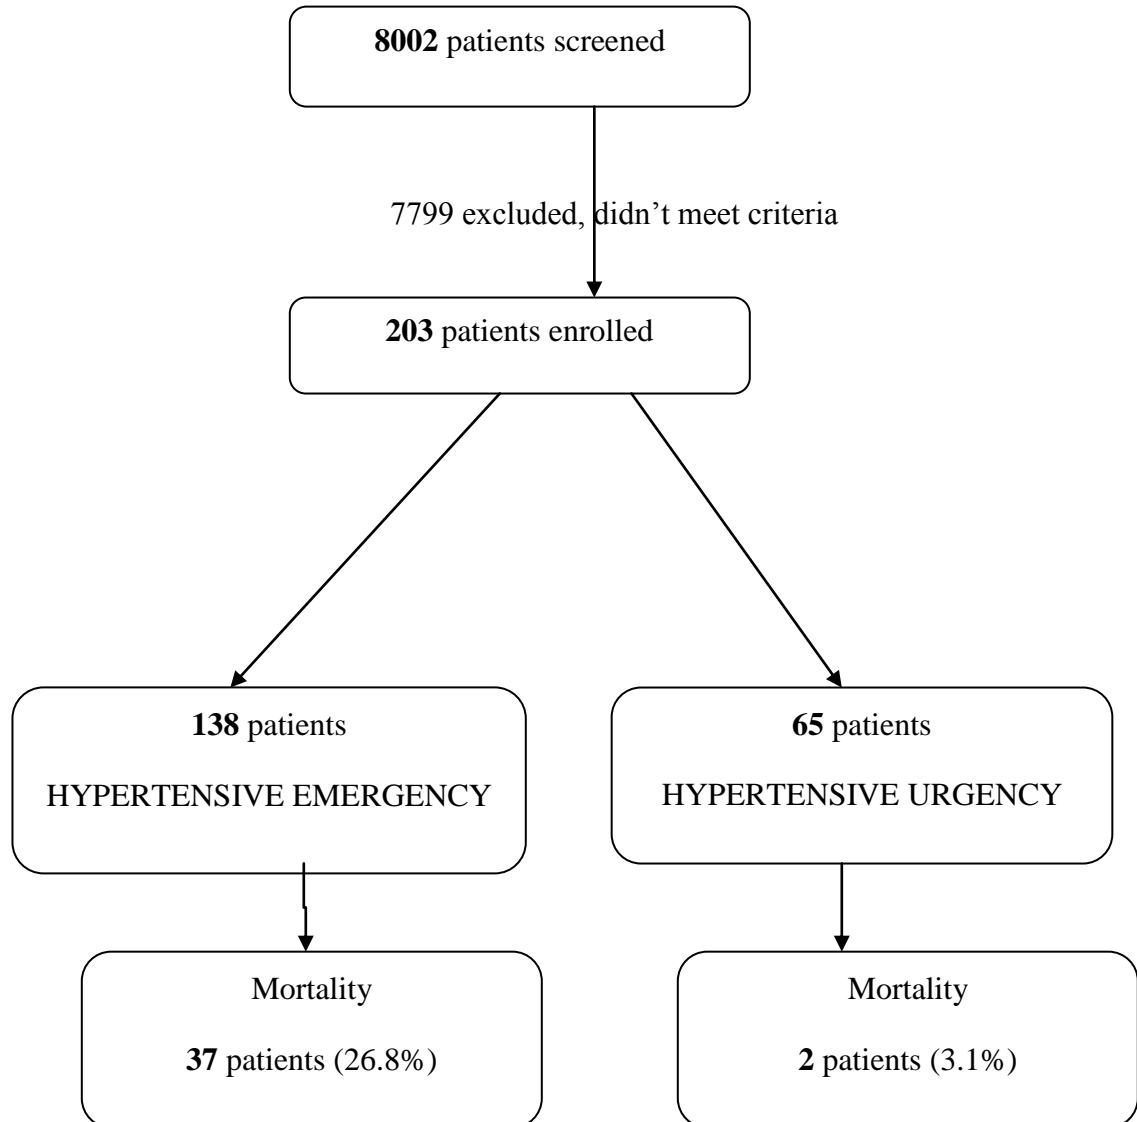 8002 patients screened
7799 excluded, didn’t meet criteria
203 patients enrolled
138 patients
HYPERTENSIVE EMERGENCY
65 patients
HYPERTENSIVE URGENCY
Mortality
37 patients (26.8%)
Mortality
2 patients (3.1%)